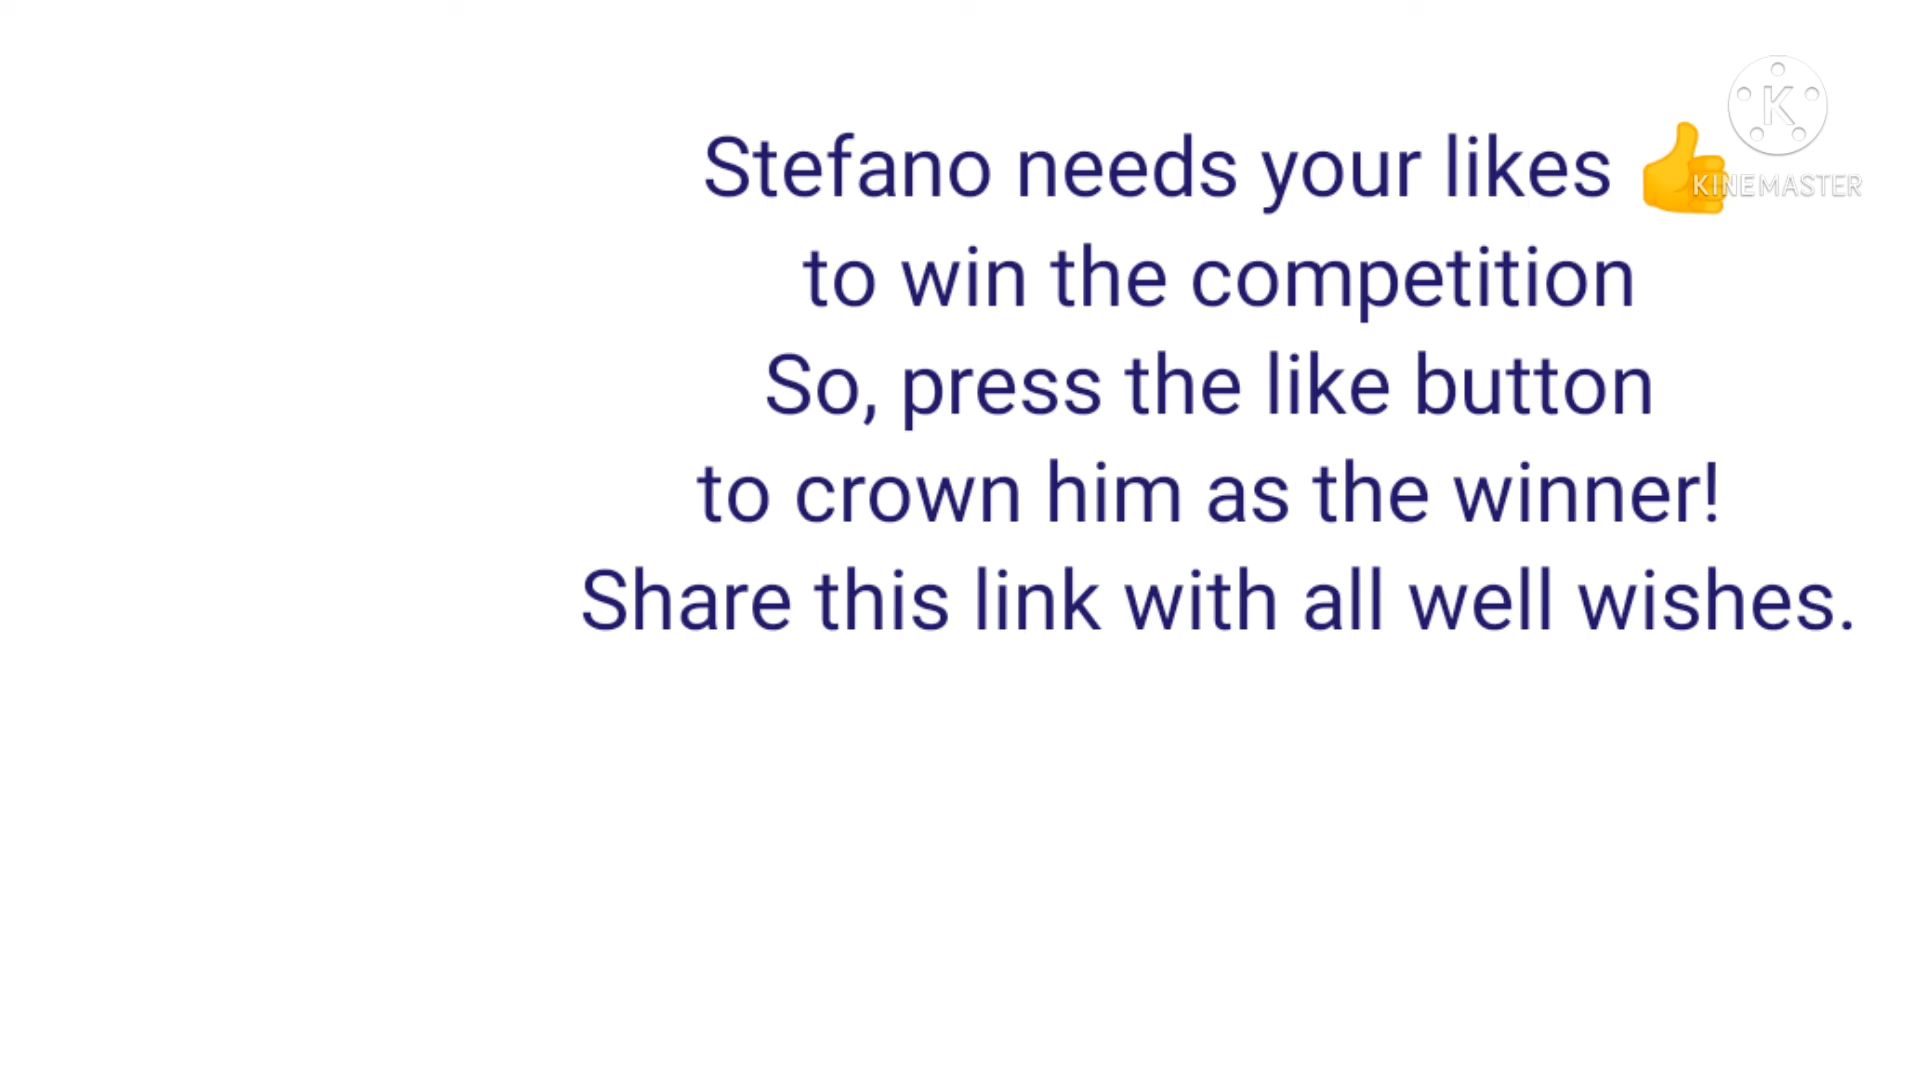 Stefano needs your likes 👍
to win the competition
So, press the like button
to crown him as the winner!
Share this link with all well wishes.
K
KINEMASTER